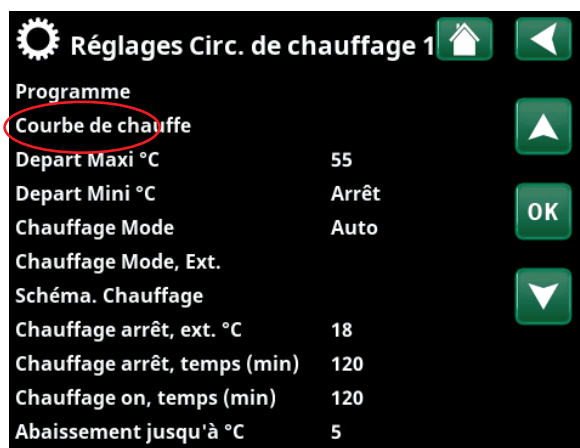 Réglages Circ. de chauffage 1
Programme
Courbe de chauffe
Depart Maxi °C 55
Depart Mini °C Arrêt
Chauffage Mode Auto
OK
Chauffage Mode, Ext.
Schéma. Chauffage
Chauffage arrêt, ext. °C 18
Chauffage arrêt, temps (min) 120
Chauffage on, temps (min) 120
Abaissement jusqu'à °C 5